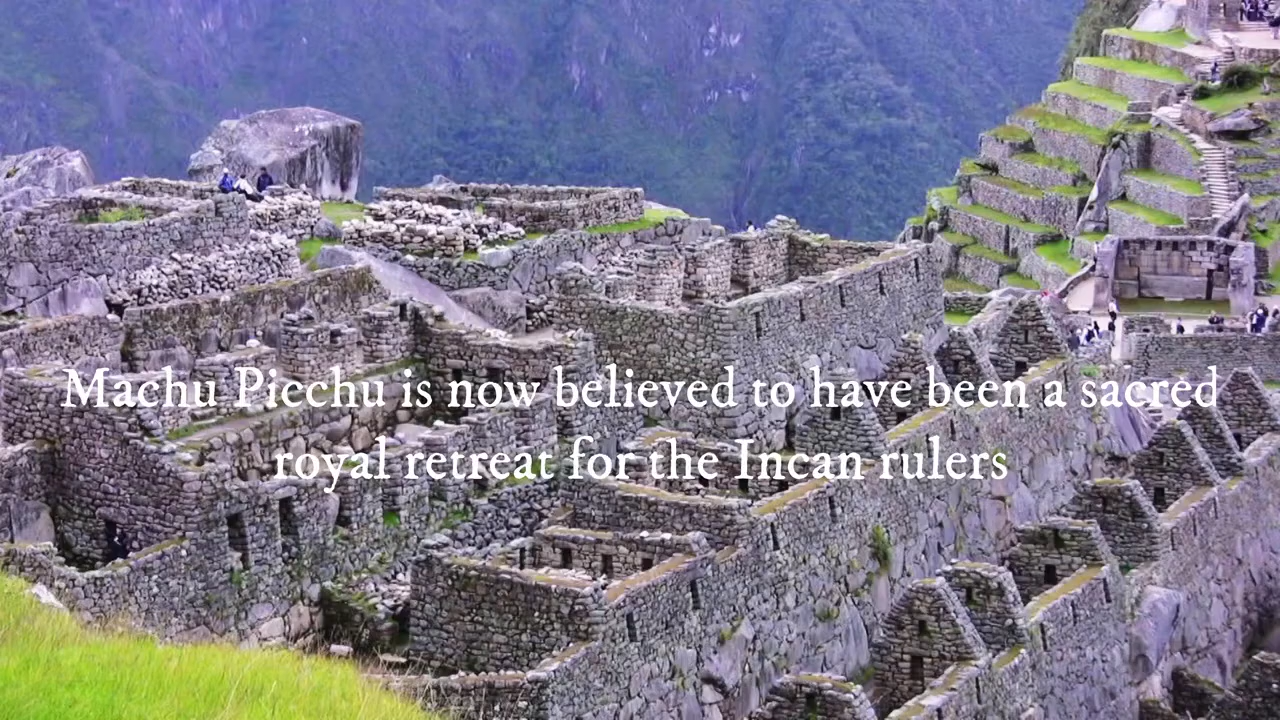 Machu Picchu is now believed to have been a sacred
royal retreat for the Incan rulers